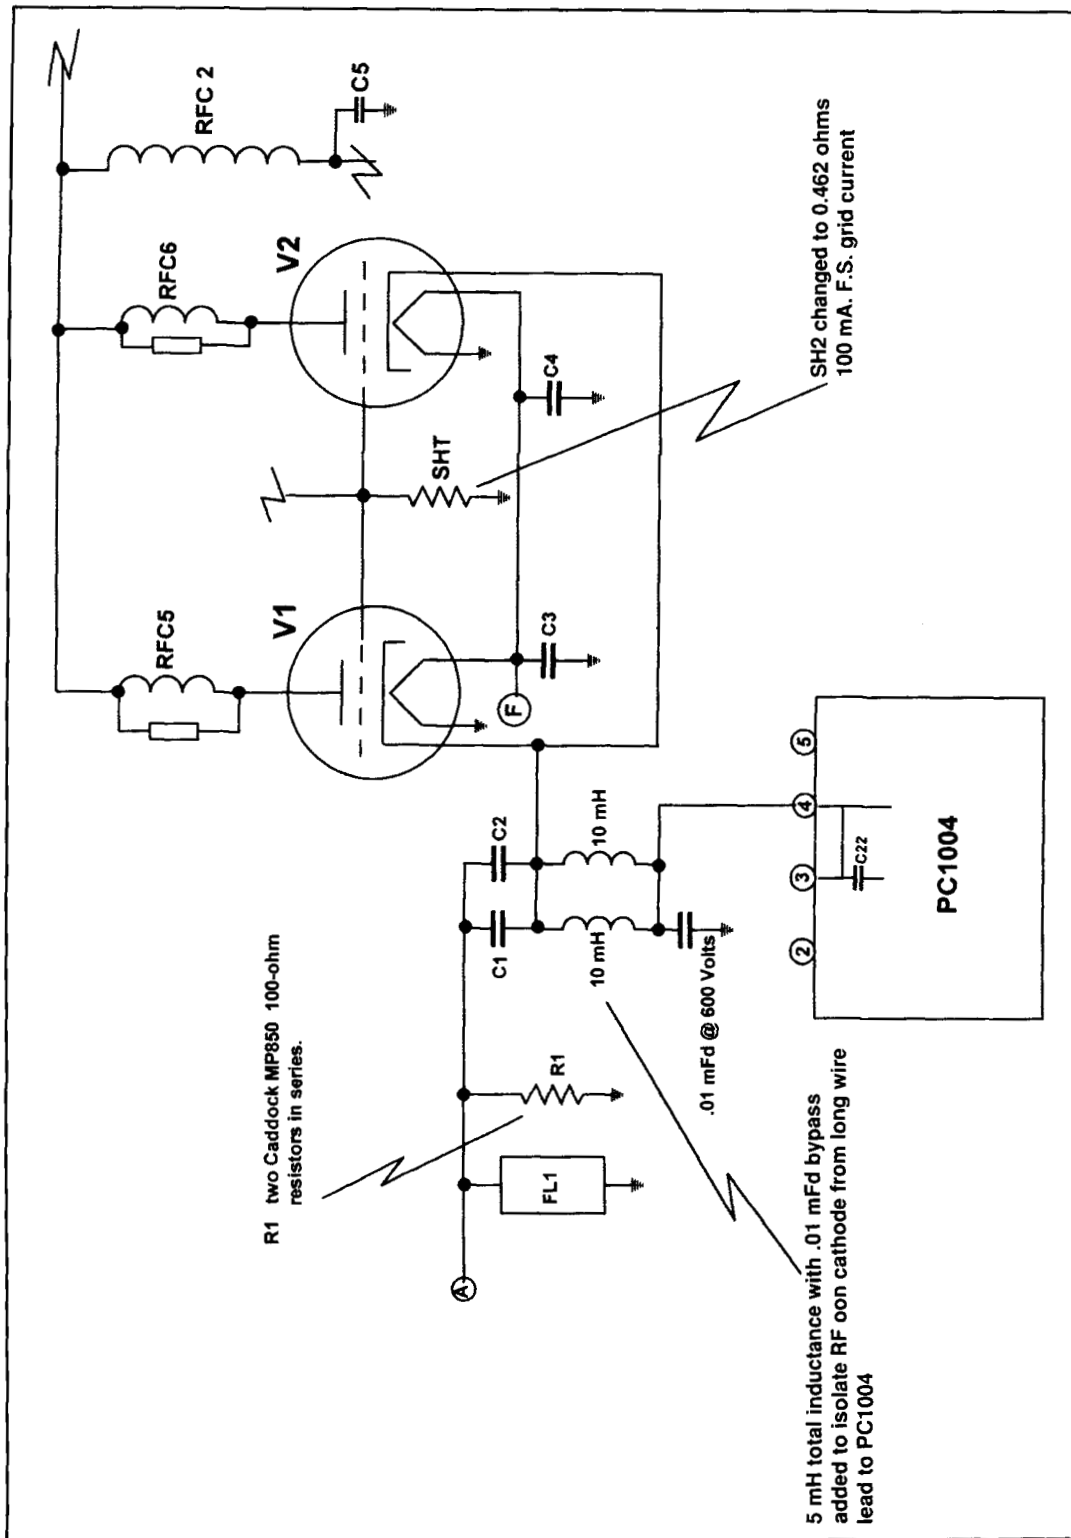 RFC 2
C5
RFC6
V2
C4
SHT
SH2 changed to 0.462 ohms
100 mA. F.S. grid current
RFC5
V1
C3
F
C2
C1
10 mH
10 mH
.01 mFd @ 600 Volts
R1 two Caddock MP850 100-ohm
resistors in series.
R1
FL1
A
5 mH total inductance with .01 mFd bypass
added to isolate RF oon cathode from long wire
lead to PC1004
2
3
4
5
C22
PC1004